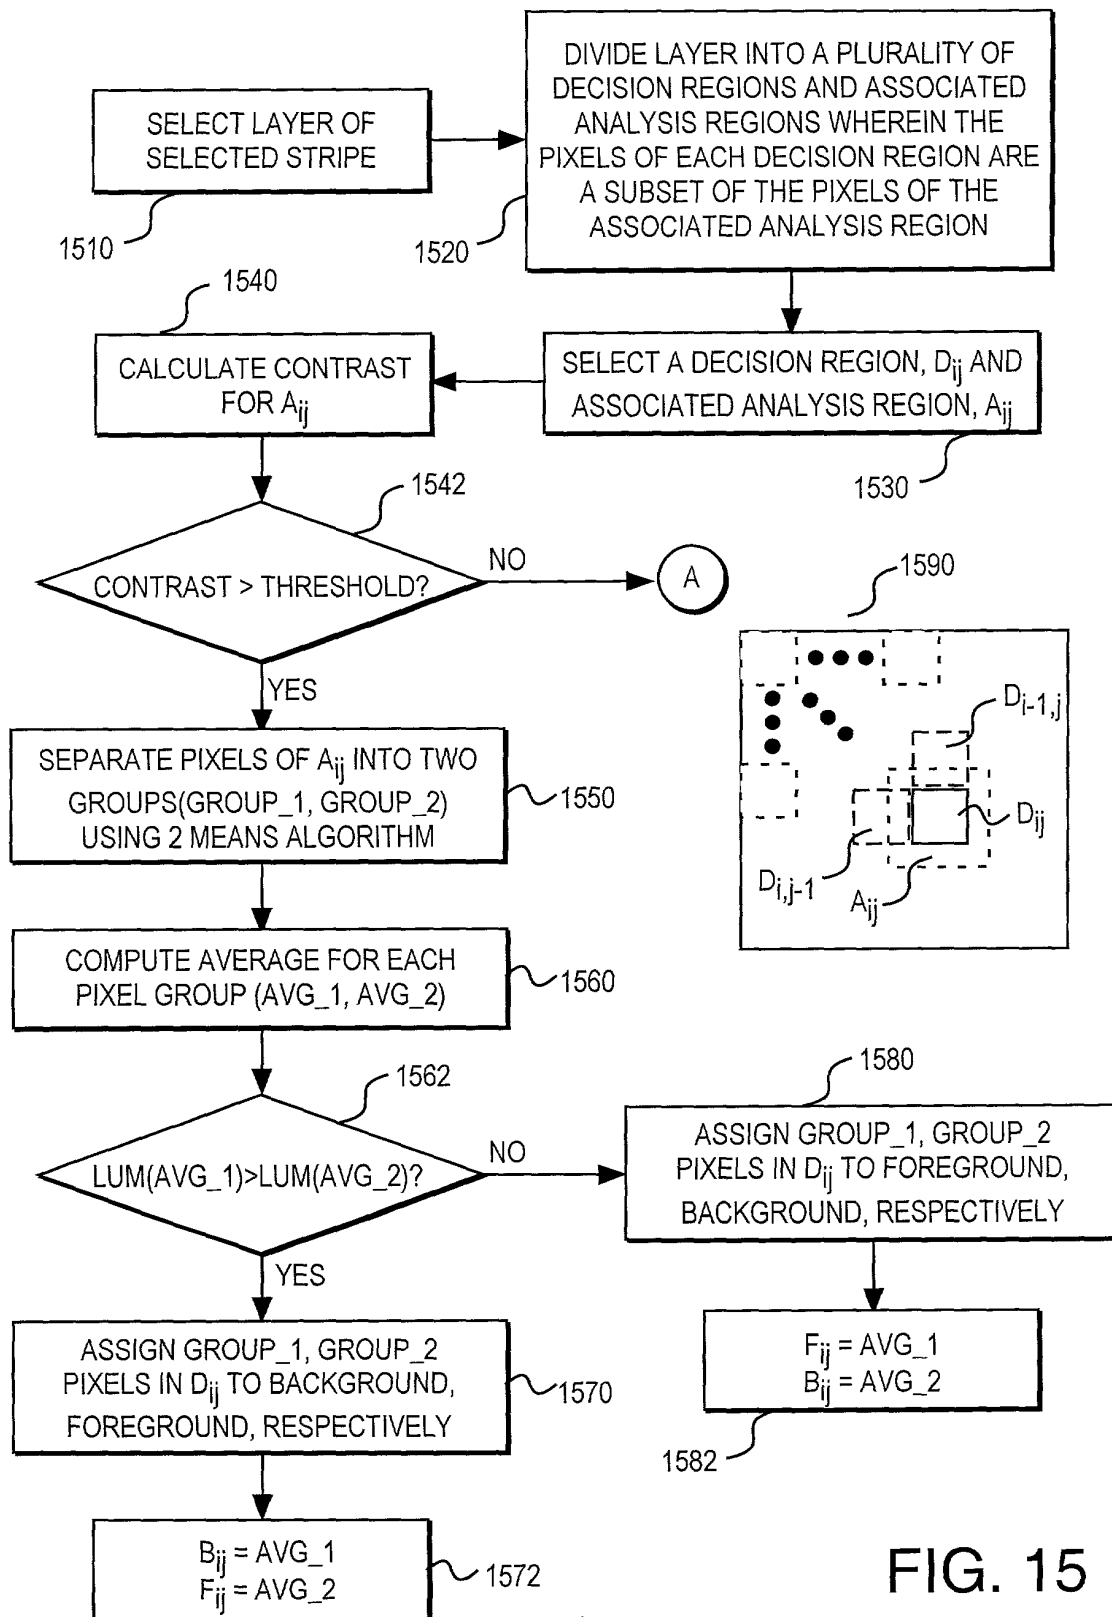 SELECT LAYER OF
SELECTED STRIPE
1510
DIVIDE LAYER INTO A PLURALITY OF
DECISION REGIONS AND ASSOCIATED
ANALYSIS REGIONS WHEREIN THE
PIXELS OF EACH DECISION REGION ARE
A SUBSET OF THE PIXELS OF THE
ASSOCIATED ANALYSIS REGION
1520
SELECT A DECISION REGION, Dij AND
ASSOCIATED ANALYSIS REGION, Aij
1530
1540
CALCULATE CONTRAST
FOR Aij
1542
CONTRAST > THRESHOLD?
NO
A
YES
1590
Di-1,j
Dij
Di,j-1
Aij
SEPARATE PIXELS OF Aij INTO TWO
GROUPS(GROUP_1, GROUP_2)
USING 2 MEANS ALGORITHM
1550
COMPUTE AVERAGE FOR EACH
PIXEL GROUP (AVG_1, AVG_2)
1560
1562
LUM(AVG_1)>LUM(AVG_2)?
NO
YES
1580
ASSIGN GROUP_1, GROUP_2
PIXELS IN Dij TO FOREGROUND,
BACKGROUND, RESPECTIVELY
Fij = AVG_1
Bij = AVG_2
1582
ASSIGN GROUP_1, GROUP_2
PIXELS IN Dij TO BACKGROUND,
FOREGROUND, RESPECTIVELY
1570
Bij = AVG_1
Fij = AVG_2
1572
FIG. 15